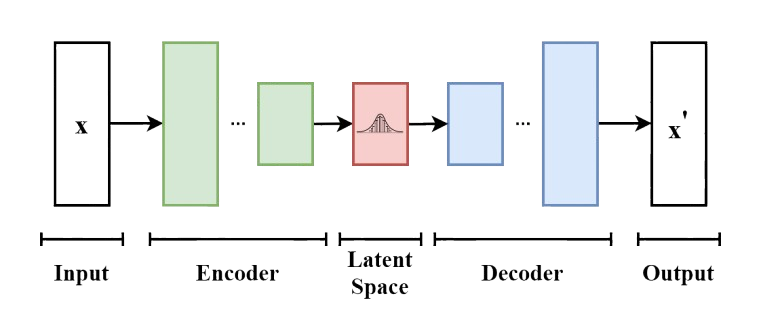 x
...
...
x'
Input
Encoder
Latent
Space
Decoder
Output